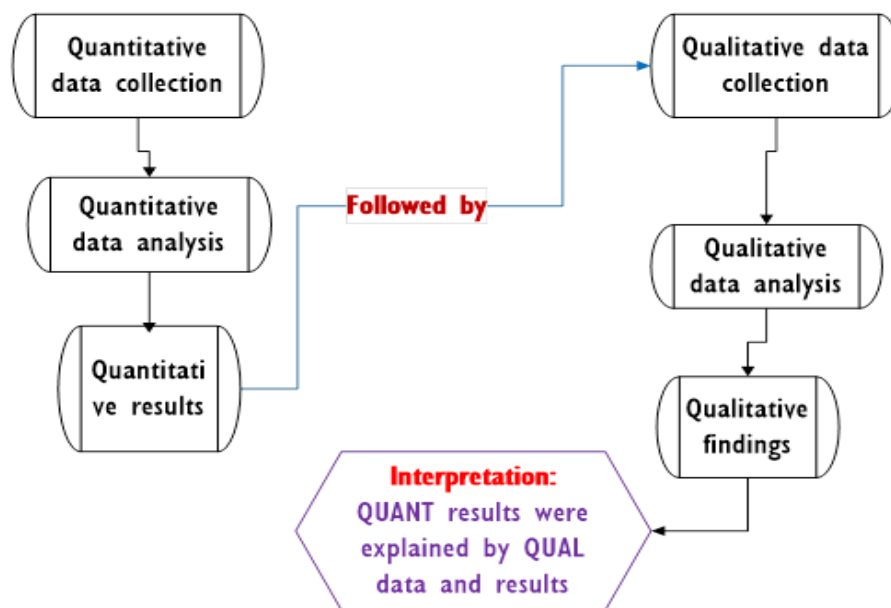 Quantitative
data collection
Quantitative
data analysis
Quantitati
ve results
Followed by
Qualitative data
collection
Qualitative
data analysis
Qualitative
findings
Interpretation:
QUANT results were
explained by QUAL
data and results